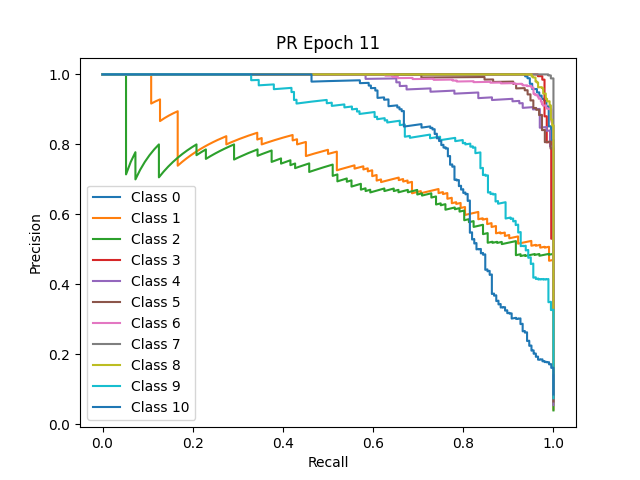 PR Epoch 11
Precision
1.0
0.8
0.6
0.4
0.2
0.0
Class 0
Class 1
Class 2
Class 3
Class 4
Class 5
Class 6
Class 7
Class 8
Class 9
Class 10
0.0 0.2 0.4 0.6 0.8 1.0
Recall